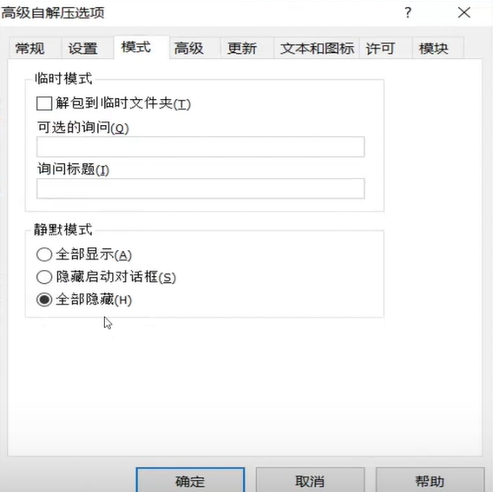 高级自解压选项 ?
常规 设置 模式 高级 更新 文本和图标 许可 模块
临时模式
解包到临时文件夹(T)
可选的询问(Q)
询问标题(I)
静默模式
全部显示(A)
隐藏启动对话框(S)
全部隐藏(H)
确定 取消 帮助